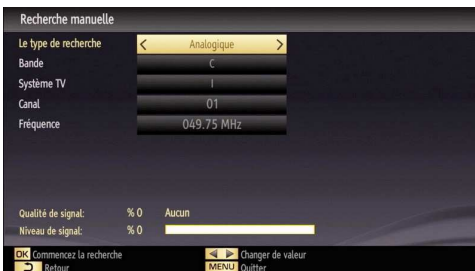 Recherche manuelle
Le type de recherche Analogique
Bande C
Système TV I
Canal 01
Fréquence 049.75 MHz
Qualité de signal: % 0 Aucun
Niveau de signal: % 0
OK Commencez la recherche Changer de valeur
Retour MENU Quitter